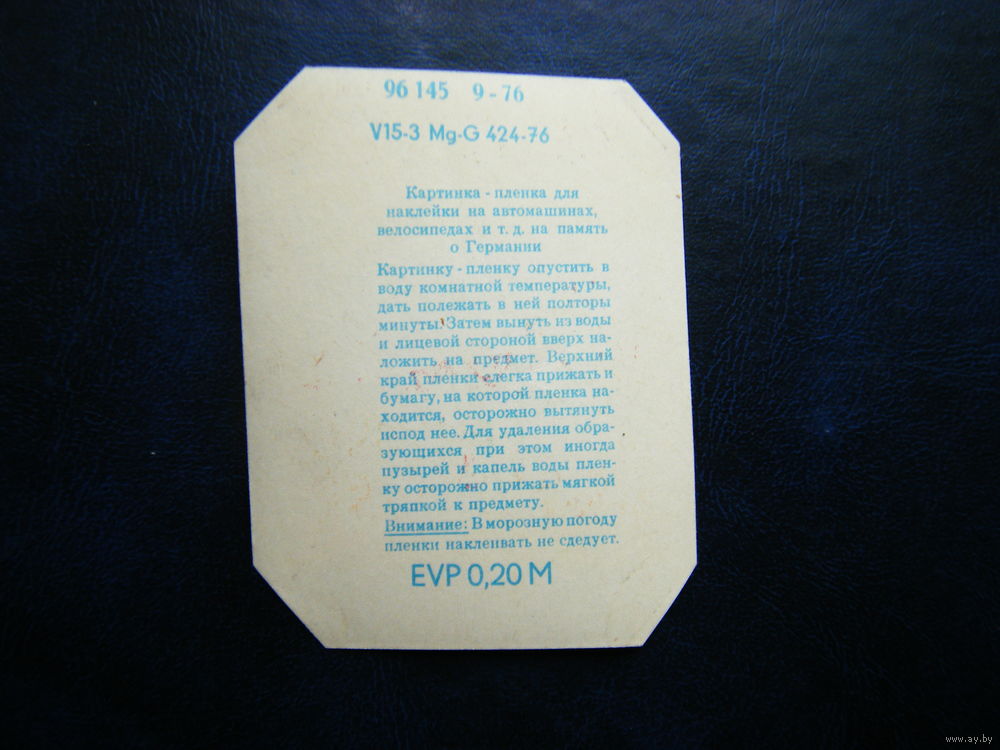 96 145 9-76
V15-3 Mg-G 424-76
Картинка - пленка для
наклейки на автомашинах,
велосипедах и т. д. на память
о Германии
Картинку - пленку опустить в
воду комнатной температуры,
дать полежать в ней полторы
минуты. Затем вынуть из воды
и лицевой стороной вверх на-
ложить на предмет. Верхний
край пленки слегка прижать и
бумагу, на которой пленка на-
ходится, осторожно вытянуть
испод нее. Для удаления обра-
зующихся при этом иногда
пузырей и капель воды плен-
ку осторожно прижать мягкой
тряпкой к предмету.
Внимание: В морозную погоду
пленки наклеивать не сдедует.
EVP 0,20 M
www.ay.by